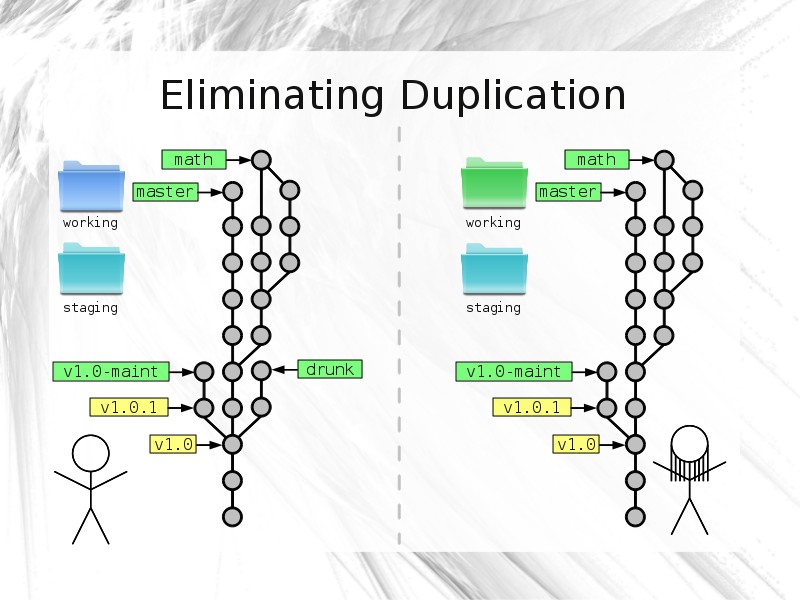 Eliminating Duplication
math
master
working
staging
v1.0-maint
drunk
v1.0.1
v1.0
math
master
working
staging
v1.0-maint
v1.0.1
v1.0